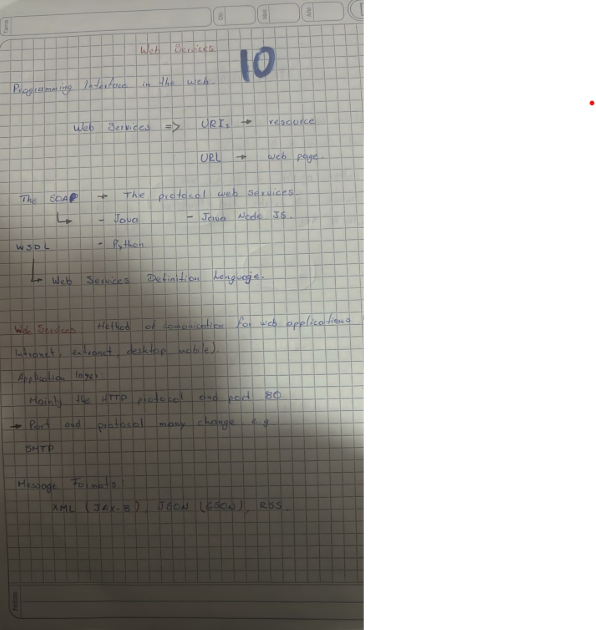 Web Services
10
Programming Interface in the web.
Web Services => URI, → resource
URL → web page.
The SOAP → The protocol web services.
- Java - Java Node JS.
WSDL - Python
Web Services Definition Language.
Web Services Method of comunication for web applications
Intranet, extranet, desktop mobile).
Application layer
Mainly the HTTP protocol and port 80
→ Port and protocol many change. e.g.
SMTP
Message Formats:
XML (JAX-B), JSON (GSON), RSS.